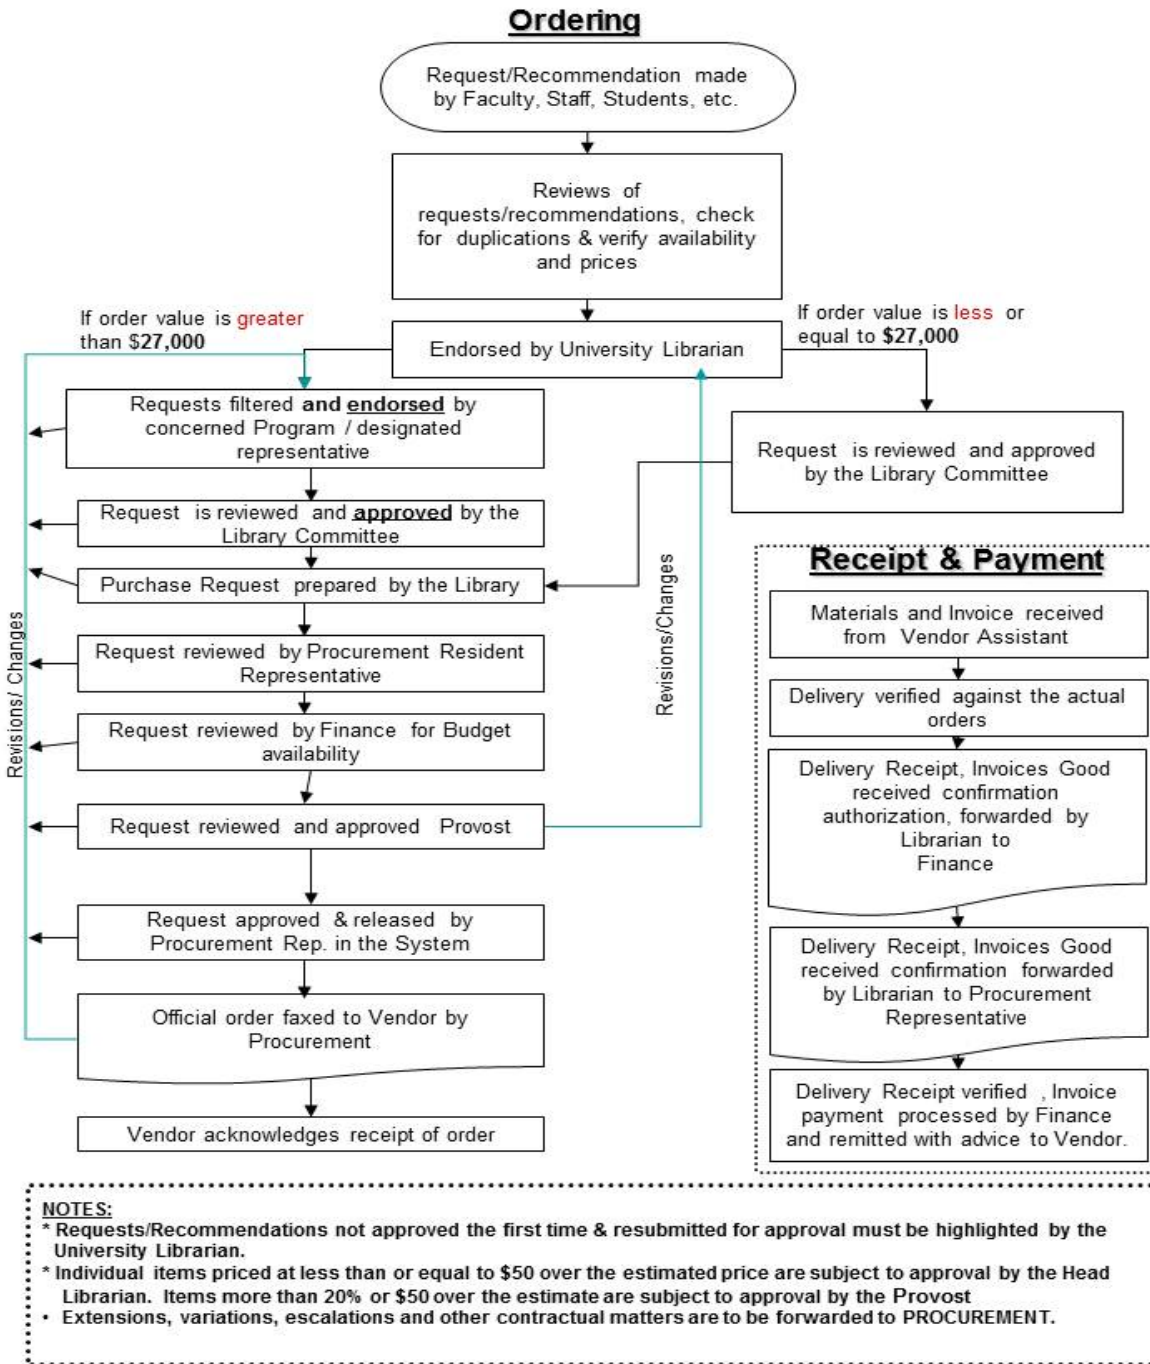 Ordering
Request/Recommendation made
by Faculty, Staff, Students, etc.
Reviews of
requests/recommendations, check
for duplications & verify availability
and prices
If order value is greater
than $27,000
Endorsed by University Librarian
If order value is less or
equal to $27,000
Requests filtered and endorsed by
concerned Program / designated
representative
Request is reviewed and approved
by the Library Committee
Request is reviewed and approved by the
Library Committee
Purchase Request prepared by the Library
Request reviewed by Procurement Resident
Representative
Request reviewed by Finance for Budget
availability
Request reviewed and approved Provost
Request approved & released by
Procurement Rep. in the System
Official order faxed to Vendor by
Procurement
Vendor acknowledges receipt of order
Revisions/ Changes
Revisions/Changes
Receipt & Payment
Materials and Invoice received
from Vendor Assistant
Delivery verified against the actual
orders
Delivery Receipt, Invoices Good
received confirmation
authorization, forwarded by
Librarian to
Finance
Delivery Receipt, Invoices Good
received confirmation forwarded
by Librarian to Procurement
Representative
Delivery Receipt verified , Invoice
payment processed by Finance
and remitted with advice to Vendor.
NOTES:
* Requests/Recommendations not approved the first time & resubmitted for approval must be highlighted by the
University Librarian.
* Individual items priced at less than or equal to $50 over the estimated price are subject to approval by the Head
Librarian. Items more than 20% or $50 over the estimate are subject to approval by the Provost
• Extensions, variations, escalations and other contractual matters are to be forwarded to PROCUREMENT.